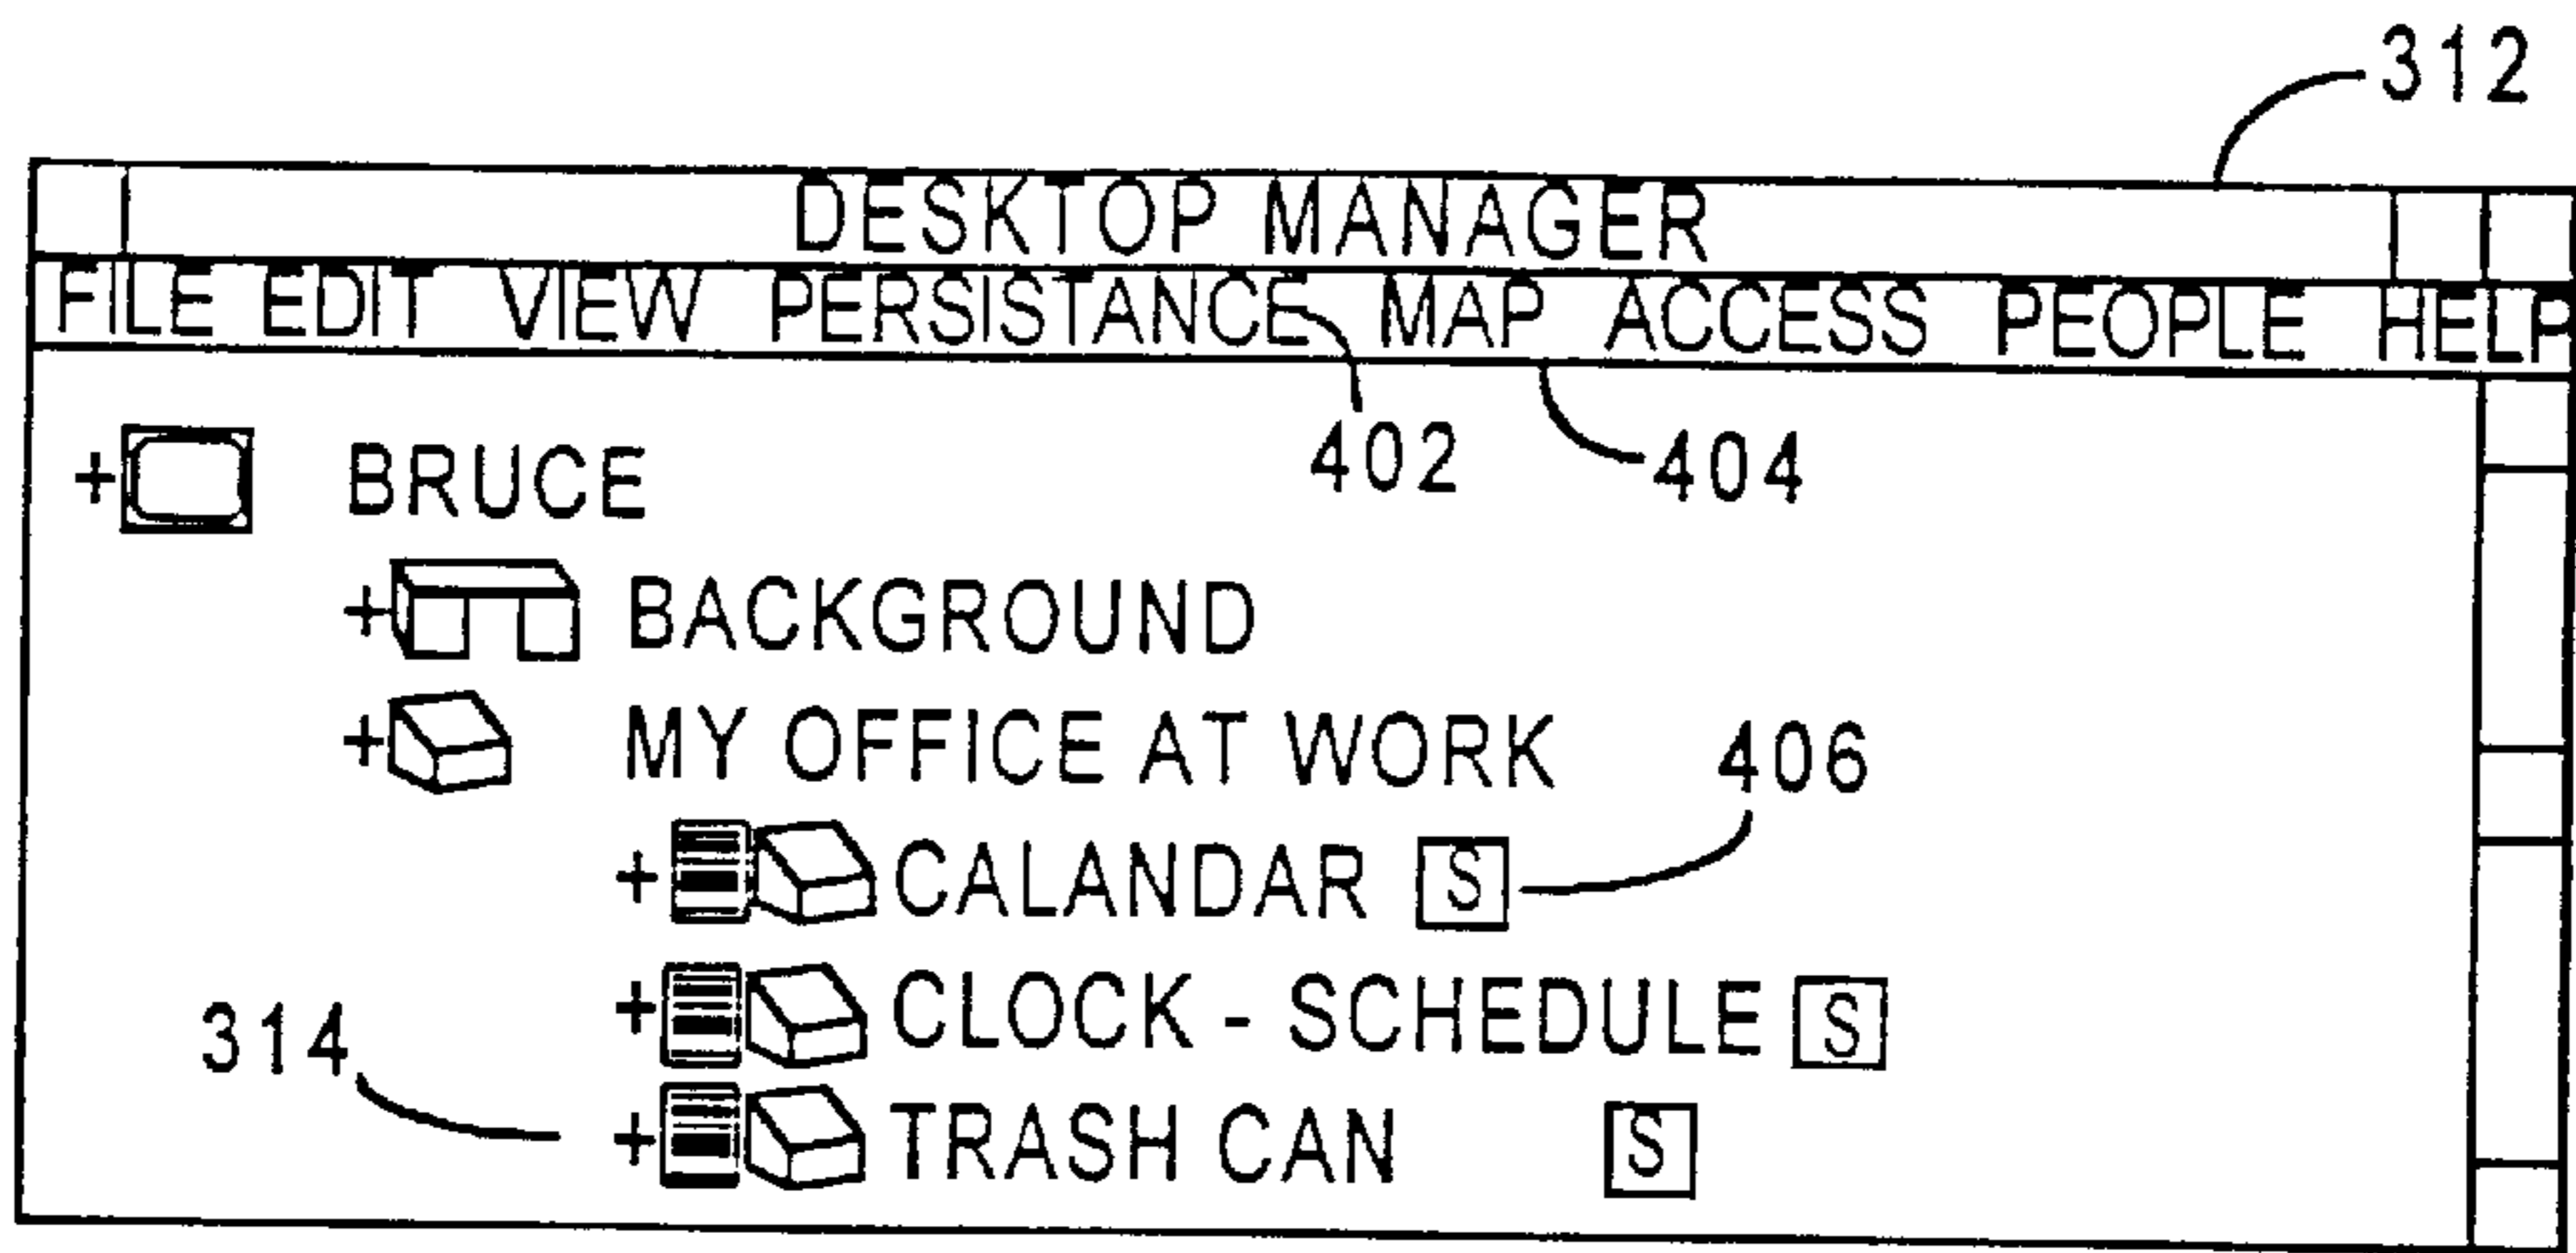 312
DESKTOP MANAGER
FILE EDIT VIEW PERSISTANCE MAP ACCESS PEOPLE HELP
402 404
+ BRUCE
+ BACKGROUND
+ MY OFFICE AT WORK
406
+ CALANDAR S
+ CLOCK - SCHEDULE S
314
+ TRASH CAN S